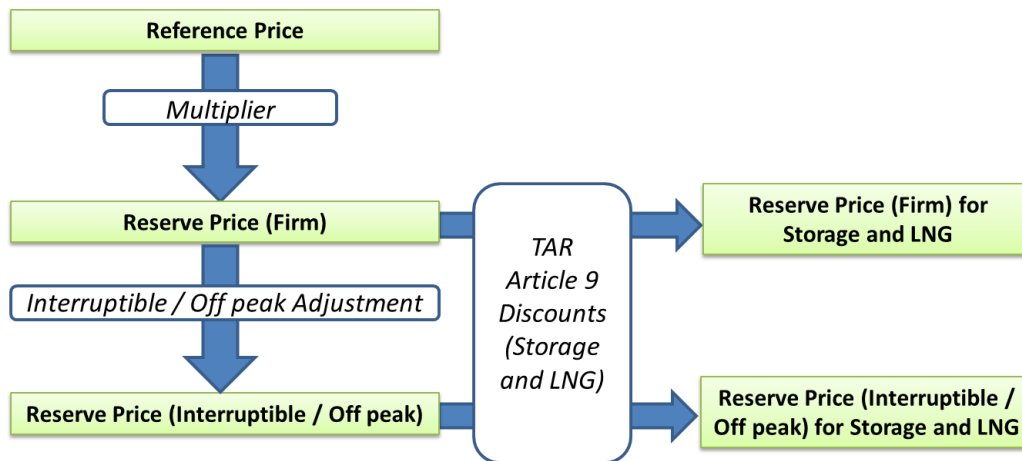 Reference Price
Multiplier
Reserve Price (Firm)
Interruptible / Off peak Adjustment
Reserve Price (Interruptible / Off peak)
TAR
Article 9
Discounts
(Storage
and LNG)
Reserve Price (Firm) for
Storage and LNG
Reserve Price (Interruptible /
Off peak) for Storage and LNG